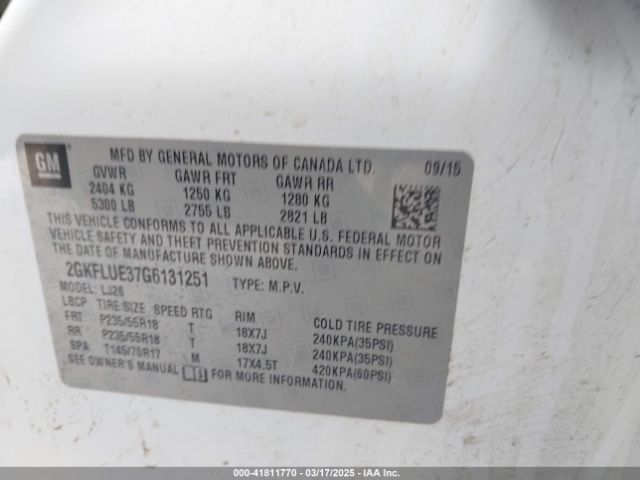 GM
MFD BY GENERAL MOTORS OF CANADA LTD. 09/15
GVWR GAWR FRT GAWR RR
2404 KG 1250 KG 1280 KG
5300 LB 2755 LB 2821 LB
THIS VEHICLE CONFORMS TO ALL APPLICABLE U.S. FEDERAL MOTOR
VEHICLE SAFETY AND THEFT PREVENTION STANDARDS IN EFFECT ON
THE DATE OF MANUFACTURE SHOWN ABOVE.
2GKFLUE37G6131251 TYPE: M.P.V.
MODEL: LJ26
LBCP TIRE SIZE SPEED RTG RIM COLD TIRE PRESSURE
FRT P235/55R18 T 18X7J 240KPA(35PSI)
RR P235/55R18 T 18X7J 240KPA(35PSI)
SPA T145/70R17 M 17X4.5T 420KPA(60PSI)
SEE OWNER'S MANUAL FOR MORE INFORMATION.
000-41811770 - 03/17/2025 - IAA Inc.